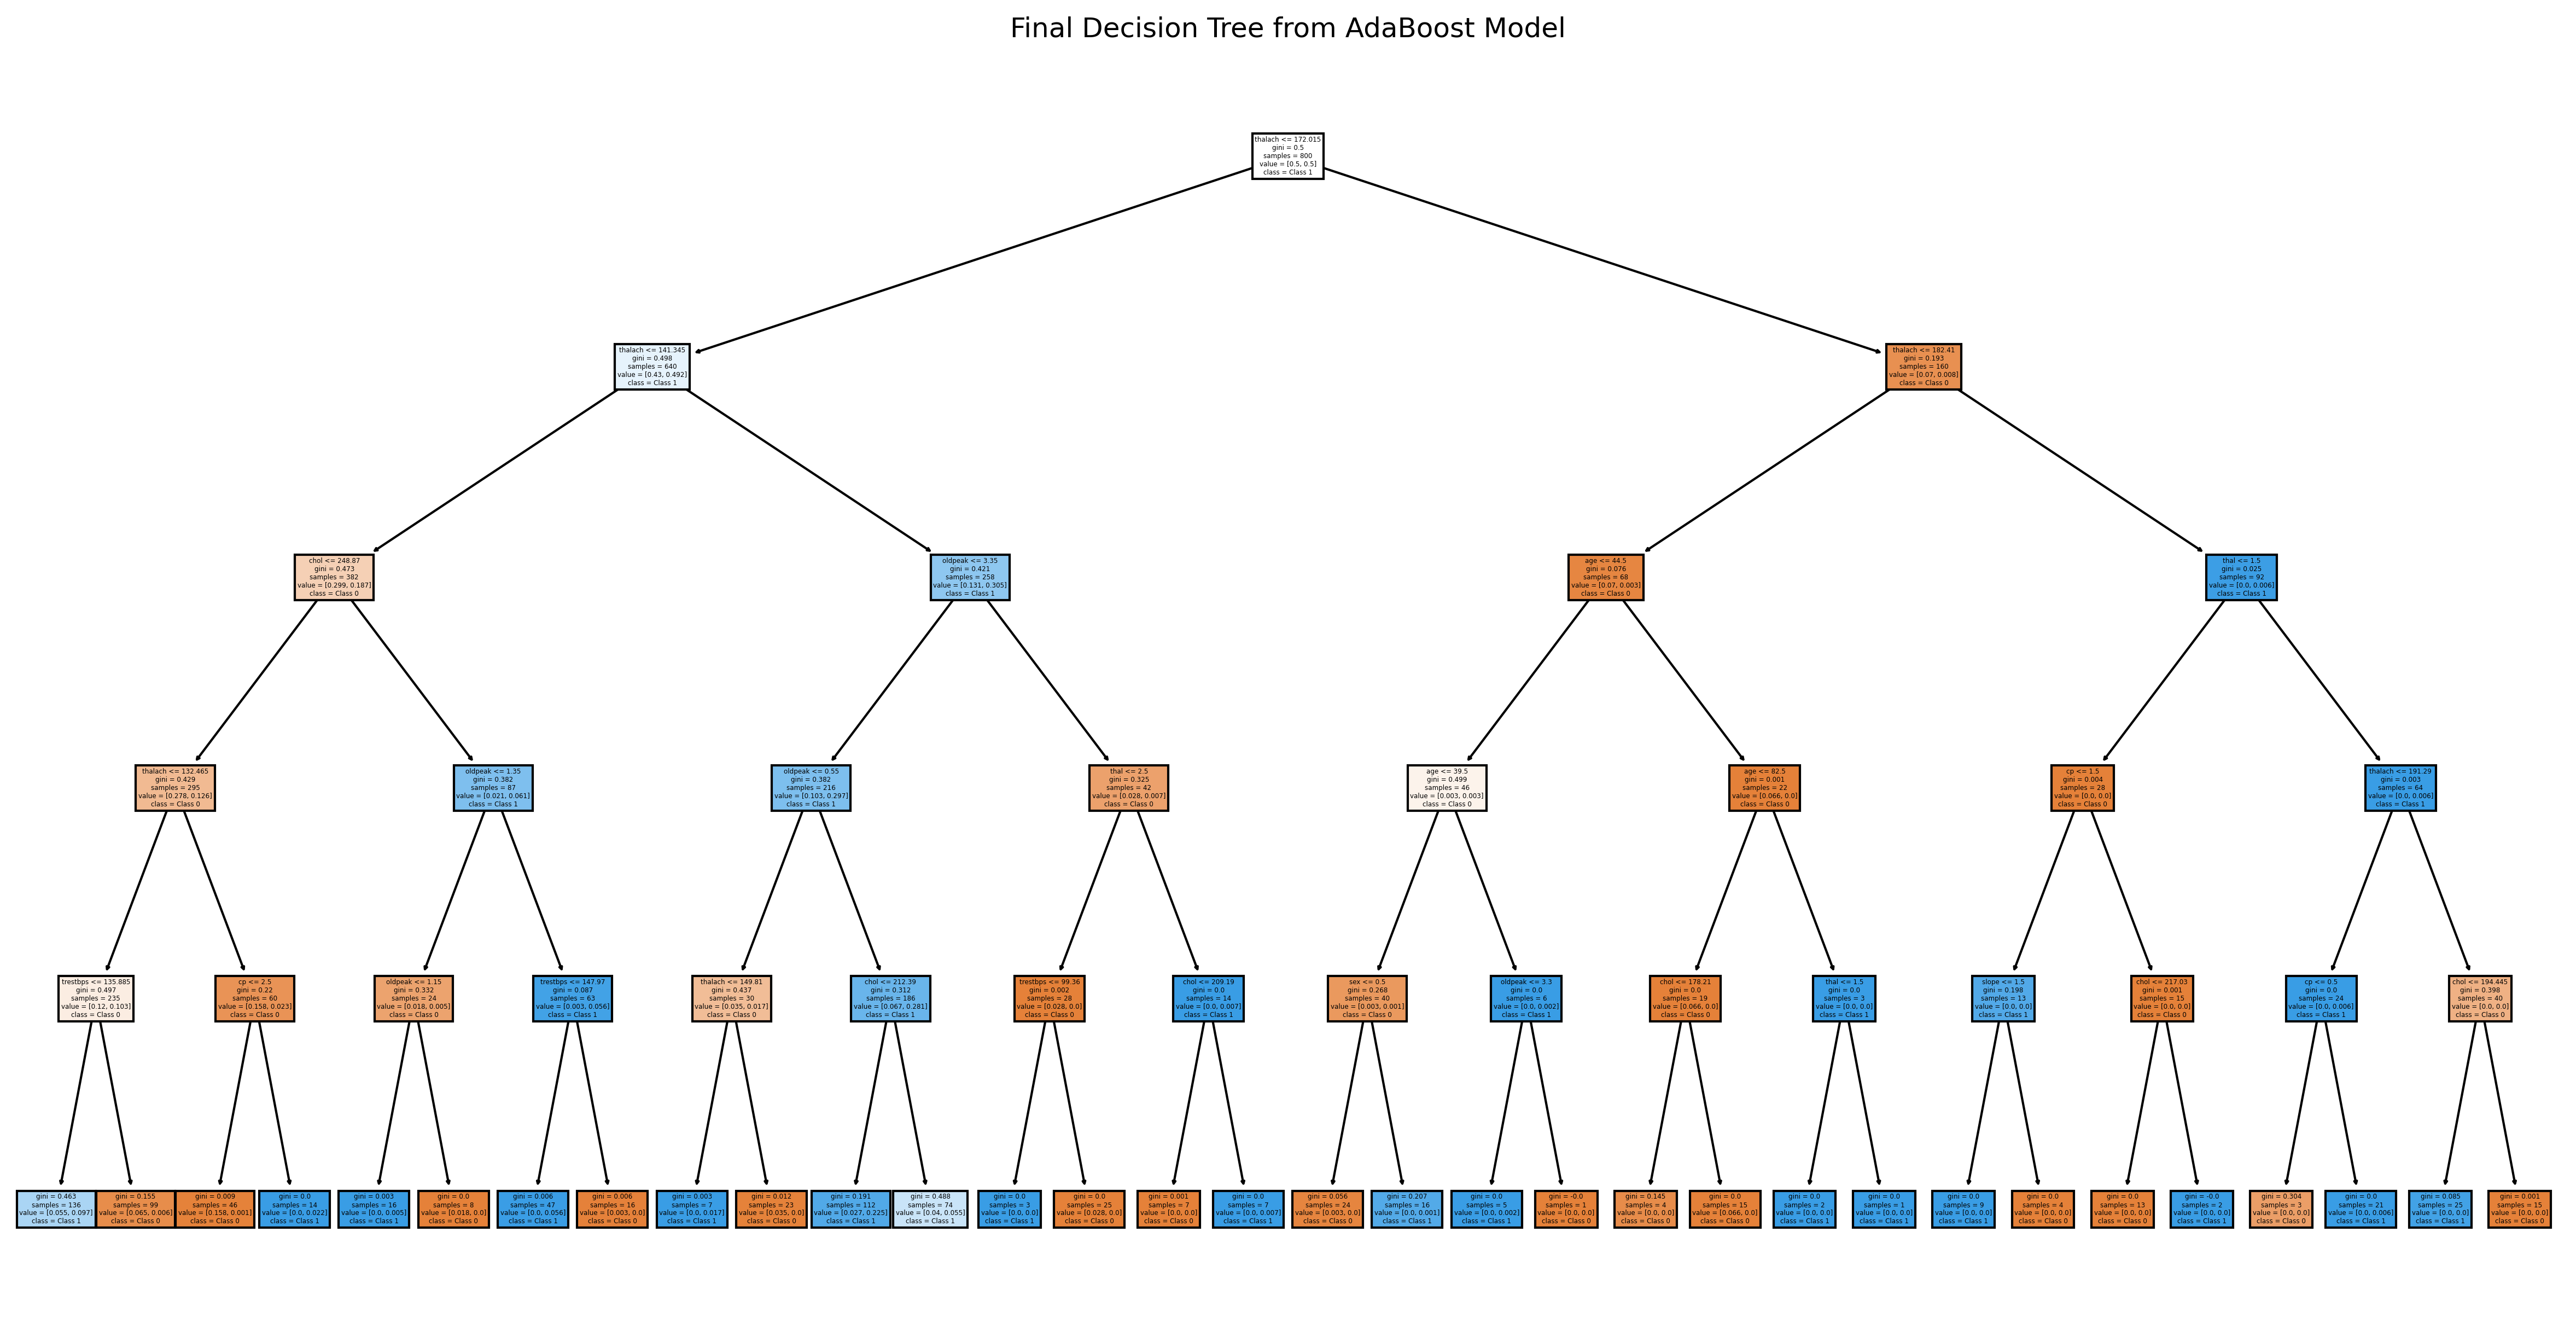 Final Decision Tree from AdaBoost Model
thalach <= 172.015
gini = 0.5
samples = 800
value = [0.5, 0.5]
class = Class 1
thalach <= 141.345
gini = 0.498
samples = 640
value = [0.43, 0.492]
class = Class 1
thalach <= 182.41
gini = 0.193
samples = 160
value = [0.07, 0.008]
class = Class 0
chol <= 248.87
gini = 0.473
samples = 382
value = [0.299, 0.187]
class = Class 0
oldpeak <= 3.35
gini = 0.421
samples = 258
value = [0.131, 0.305]
class = Class 1
age <= 44.5
gini = 0.076
samples = 68
value = [0.07, 0.003]
class = Class 0
thal <= 1.5
gini = 0.025
samples = 92
value = [0.0, 0.006]
class = Class 1
thalach <= 132.465
gini = 0.429
samples = 295
value = [0.278, 0.126]
class = Class 0
oldpeak <= 1.35
gini = 0.382
samples = 87
value = [0.021, 0.061]
class = Class 1
oldpeak <= 0.55
gini = 0.382
samples = 216
value = [0.103, 0.297]
class = Class 1
thal <= 2.5
gini = 0.325
samples = 42
value = [0.028, 0.007]
class = Class 0
age <= 39.5
gini = 0.499
samples = 46
value = [0.003, 0.003]
class = Class 0
age <= 82.5
gini = 0.001
samples = 22
value = [0.066, 0.0]
class = Class 0
cp <= 1.5
gini = 0.004
samples = 28
value = [0.0, 0.0]
class = Class 0
thalach <= 191.29
gini = 0.003
samples = 64
value = [0.0, 0.006]
class = Class 1
trestbps <= 135.885
gini = 0.497
samples = 235
value = [0.12, 0.103]
class = Class 0
cp <= 2.5
gini = 0.22
samples = 60
value = [0.158, 0.023]
class = Class 0
oldpeak <= 1.15
gini = 0.332
samples = 24
value = [0.018, 0.005]
class = Class 0
trestbps <= 147.97
gini = 0.087
samples = 63
value = [0.003, 0.056]
class = Class 1
thalach <= 149.81
gini = 0.437
samples = 30
value = [0.035, 0.017]
class = Class 0
chol <= 212.39
gini = 0.312
samples = 186
value = [0.067, 0.281]
class = Class 1
trestbps <= 99.36
gini = 0.002
samples = 28
value = [0.028, 0.0]
class = Class 0
chol <= 209.19
gini = 0.0
samples = 14
value = [0.0, 0.007]
class = Class 1
sex <= 0.5
gini = 0.268
samples = 40
value = [0.003, 0.001]
class = Class 0
oldpeak <= 3.3
gini = 0.0
samples = 6
value = [0.0, 0.002]
class = Class 1
chol <= 178.21
gini = 0.0
samples = 19
value = [0.066, 0.0]
class = Class 0
thal <= 1.5
gini = 0.0
samples = 3
value = [0.0, 0.0]
class = Class 1
slope <= 1.5
gini = 0.198
samples = 13
value = [0.0, 0.0]
class = Class 1
chol <= 217.03
gini = 0.001
samples = 15
value = [0.0, 0.0]
class = Class 0
cp <= 0.5
gini = 0.0
samples = 24
value = [0.0, 0.006]
class = Class 1
chol <= 194.445
gini = 0.398
samples = 40
value = [0.0, 0.0]
class = Class 0
gini = 0.463
samples = 136
value = [0.055, 0.097]
class = Class 1
gini = 0.155
samples = 99
value = [0.065, 0.006]
class = Class 0
gini = 0.009
samples = 46
value = [0.158, 0.001]
class = Class 0
gini = 0.0
samples = 14
value = [0.0, 0.022]
class = Class 1
gini = 0.003
samples = 16
value = [0.0, 0.005]
class = Class 1
gini = 0.0
samples = 8
value = [0.018, 0.0]
class = Class 0
gini = 0.006
samples = 47
value = [0.0, 0.056]
class = Class 1
gini = 0.006
samples = 16
value = [0.003, 0.0]
class = Class 0
gini = 0.003
samples = 7
value = [0.0, 0.017]
class = Class 1
gini = 0.012
samples = 23
value = [0.035, 0.0]
class = Class 0
gini = 0.191
samples = 112
value = [0.027, 0.225]
class = Class 1
gini = 0.488
samples = 74
value = [0.04, 0.055]
class = Class 1
gini = 0.0
samples = 3
value = [0.0, 0.0]
class = Class 1
gini = 0.0
samples = 25
value = [0.028, 0.0]
class = Class 0
gini = 0.001
samples = 7
value = [0.0, 0.0]
class = Class 0
gini = 0.0
samples = 7
value = [0.0, 0.007]
class = Class 1
gini = 0.056
samples = 24
value = [0.003, 0.0]
class = Class 0
gini = 0.207
samples = 16
value = [0.0, 0.001]
class = Class 1
gini = 0.0
samples = 5
value = [0.0, 0.002]
class = Class 1
gini = -0.0
samples = 1
value = [0.0, 0.0]
class = Class 0
gini = 0.145
samples = 4
value = [0.0, 0.0]
class = Class 0
gini = 0.0
samples = 15
value = [0.066, 0.0]
class = Class 0
gini = 0.0
samples = 2
value = [0.0, 0.0]
class = Class 1
gini = 0.0
samples = 1
value = [0.0, 0.0]
class = Class 1
gini = 0.0
samples = 9
value = [0.0, 0.0]
class = Class 1
gini = 0.0
samples = 4
value = [0.0, 0.0]
class = Class 0
gini = 0.0
samples = 13
value = [0.0, 0.0]
class = Class 0
gini = -0.0
samples = 2
value = [0.0, 0.0]
class = Class 1
gini = 0.304
samples = 3
value = [0.0, 0.0]
class = Class 0
gini = 0.0
samples = 21
value = [0.0, 0.006]
class = Class 1
gini = 0.085
samples = 25
value = [0.0, 0.0]
class = Class 1
gini = 0.001
samples = 15
value = [0.0, 0.0]
class = Class 0